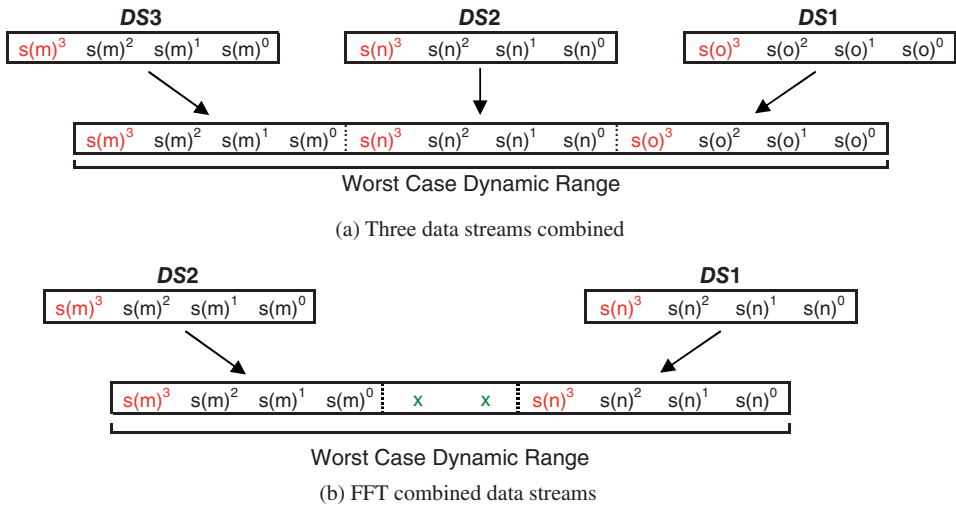 DS3 DS2 DS1
s(m)³ s(m)² s(m)¹ s(m)⁰ s(n)³ s(n)² s(n)¹ s(n)⁰ s(o)³ s(o)² s(o)¹ s(o)⁰
s(m)³ s(m)² s(m)¹ s(m)⁰ s(n)³ s(n)² s(n)¹ s(n)⁰ s(o)³ s(o)² s(o)¹ s(o)⁰
Worst Case Dynamic Range
(a) Three data streams combined
DS2 DS1
s(m)³ s(m)² s(m)¹ s(m)⁰ s(n)³ s(n)² s(n)¹ s(n)⁰
s(m)³ s(m)² s(m)¹ s(m)⁰ x x s(n)³ s(n)² s(n)¹ s(n)⁰
Worst Case Dynamic Range
(b) FFT combined data streams